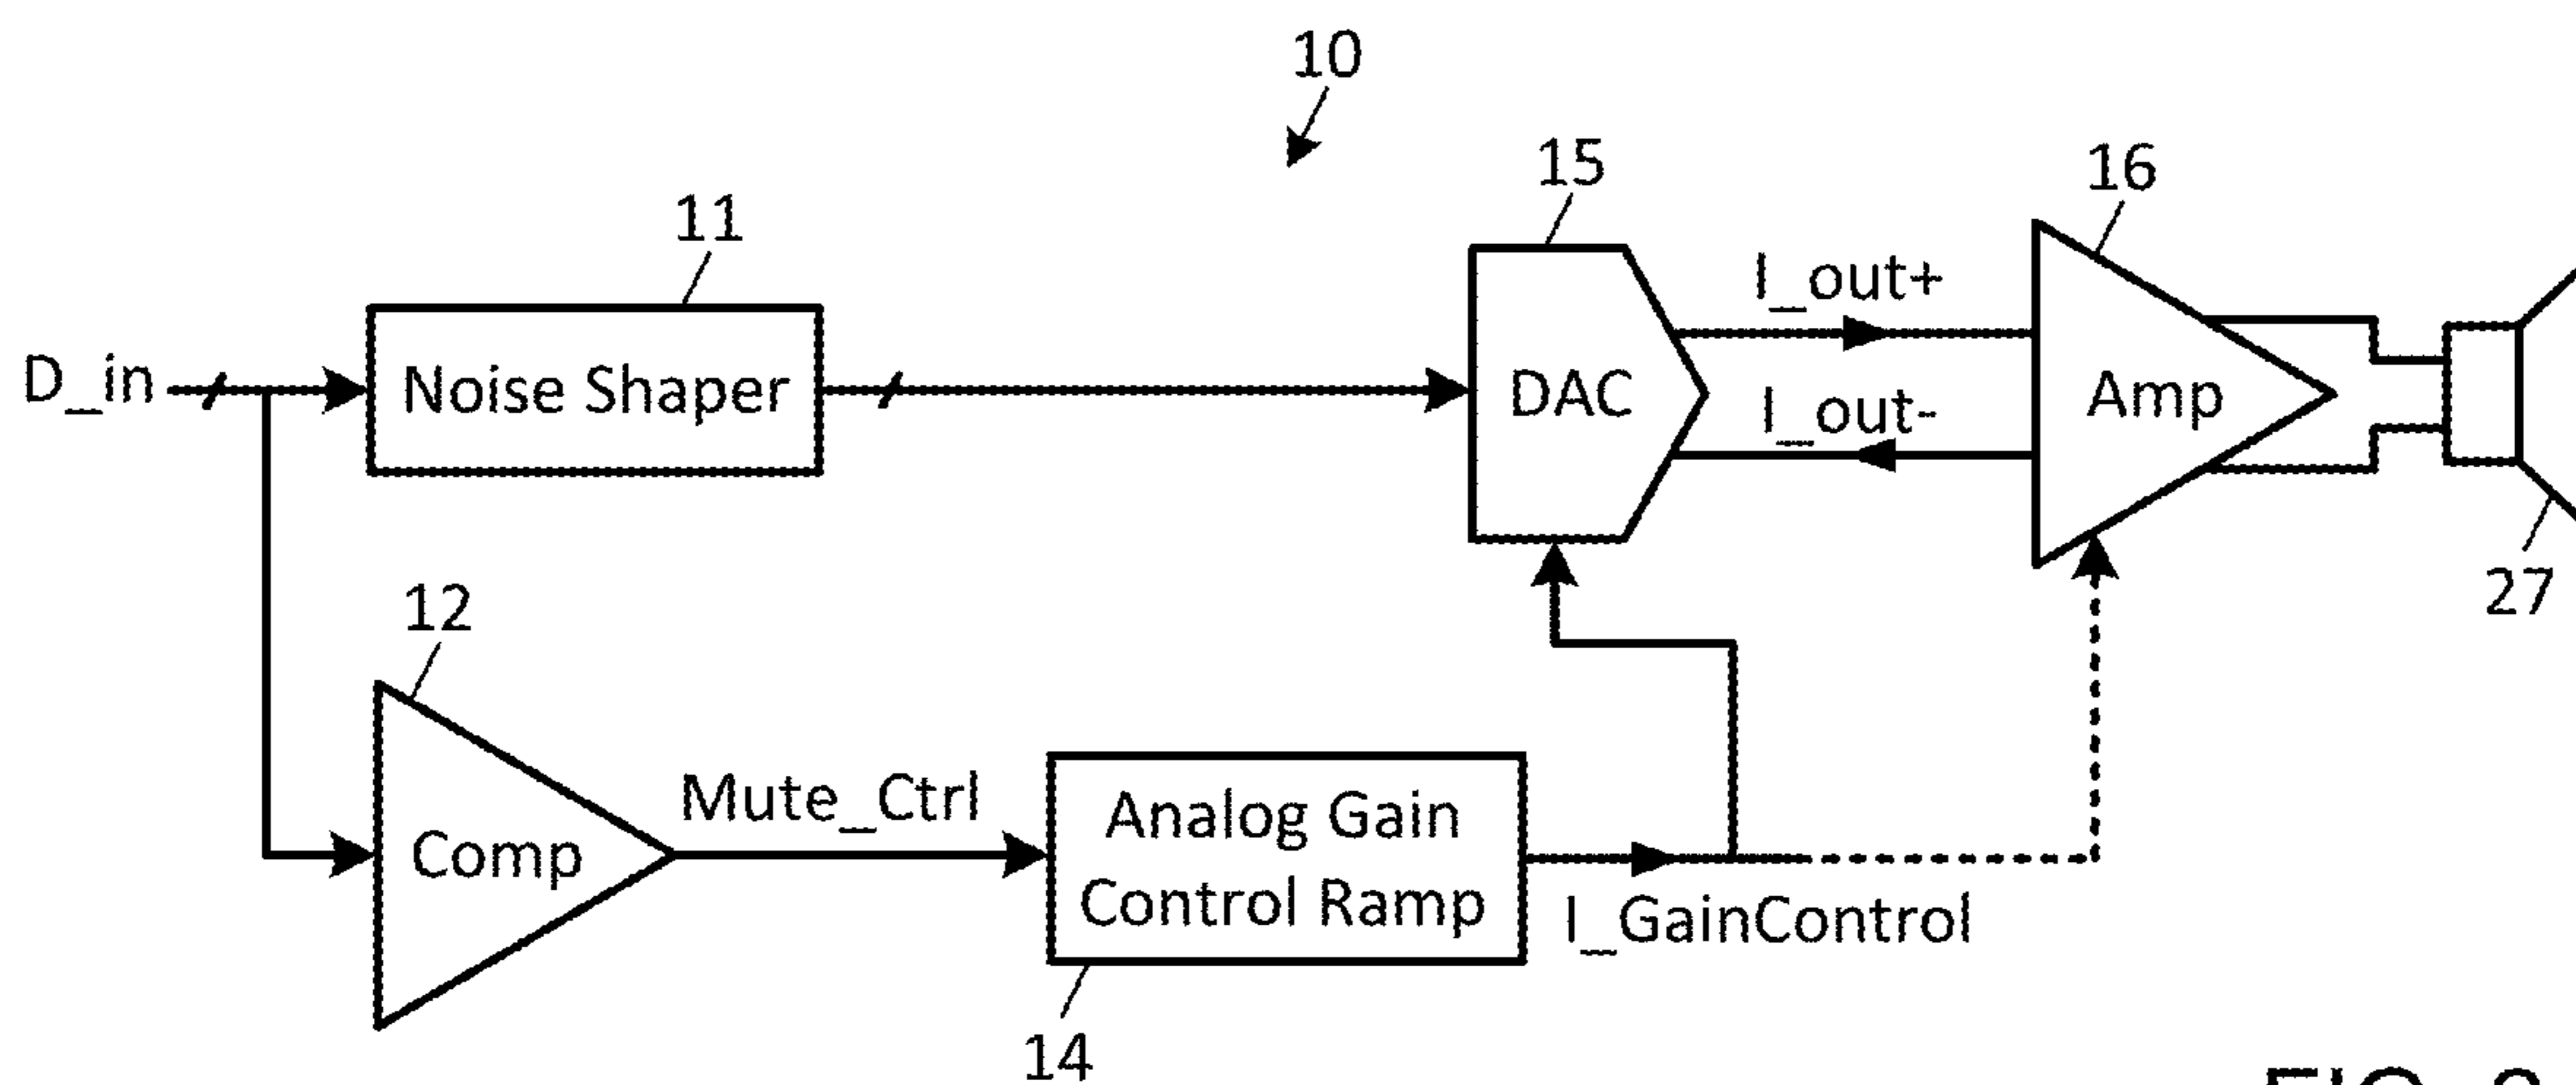 10
15
16
11
I_out+
D_in
Noise Shaper
DAC
I_out-
Amp
27
12
Mute_Ctrl
Comp
Analog Gain
Control Ramp
I_GainControl
14